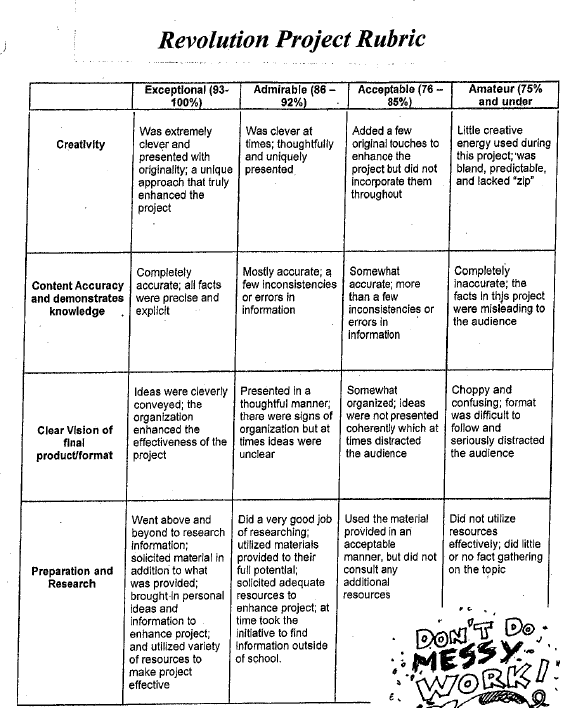 Revolution Project Rubric
Exceptional (93-
100%)
Admirable (86 –
92%)
Acceptable (76 –
85%)
Amateur (75%
and under
Creativity
Was extremely
clever and
presented with
originality; a unique
approach that truly
enhanced the
project
Was clever at
times; thoughtfully
and uniquely
presented
Added a few
original touches to
enhance the
project but did not
incorporate them
throughout
Little creative
energy used during
this project; was
bland, predictable,
and lacked “zip”
Content Accuracy
and demonstrates
knowledge
Completely
accurate; all facts
were precise and
explicit
Mostly accurate; a
few inconsistencies
or errors in
information
Somewhat
accurate; more
than a few
inconsistencies or
errors in
information
Completely
inaccurate; the
facts in this project
were misleading to
the audience
Clear Vision of
final
product/format
Ideas were cleverly
conveyed; the
organization
enhanced the
effectiveness of the
project
Presented in a
thoughtful manner;
there were signs of
organization but at
times ideas were
unclear
Somewhat
organized; ideas
were not presented
coherently which at
times distracted
the audience
Choppy and
confusing; format
was difficult to
follow and
seriously distracted
the audience
Preparation and
Research
Went above and
beyond to research
information;
solicited material in
addition to what
was provided;
brought in personal
ideas and
information to
enhance project;
and utilized variety
of resources to
make project
effective
Did a very good job
of researching;
utilized materials
provided to their
full potential;
solicited adequate
resources to
enhance project; at
time took the
initiative to find
information outside
of school.
Used the material
provided in an
acceptable
manner, but did not
consult any
additional
resources
Did not utilize
resources
effectively; did little
or no fact gathering
on the topic
DON'T DO
MESSY
WORK!